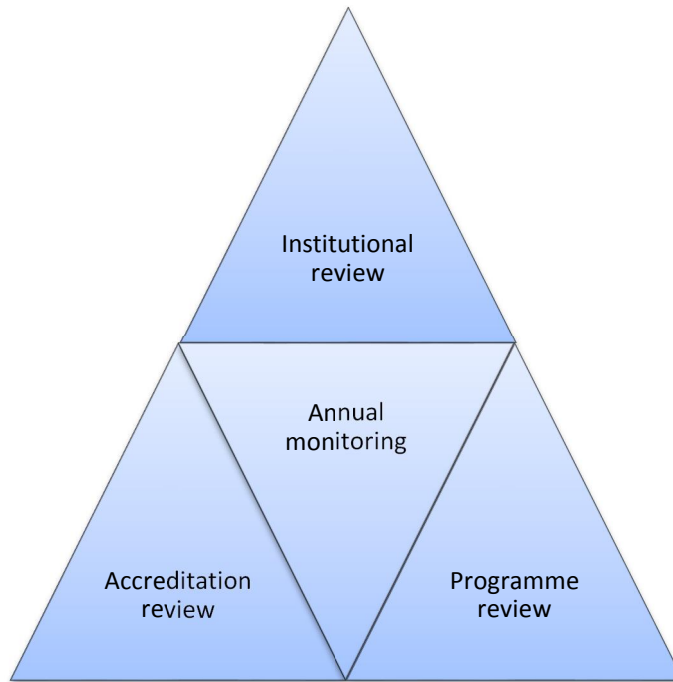 Institutional
review
Annual
monitoring
Accreditation
review
Programme
review